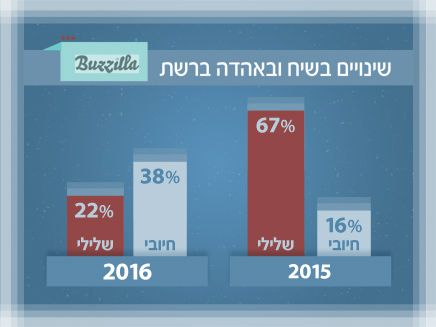 Buzzilla
שינויים בשיח ובאהדה ברשת
67%
38%
22%
16%
שלילי
חיובי
שלילי
חיובי
2015
2016